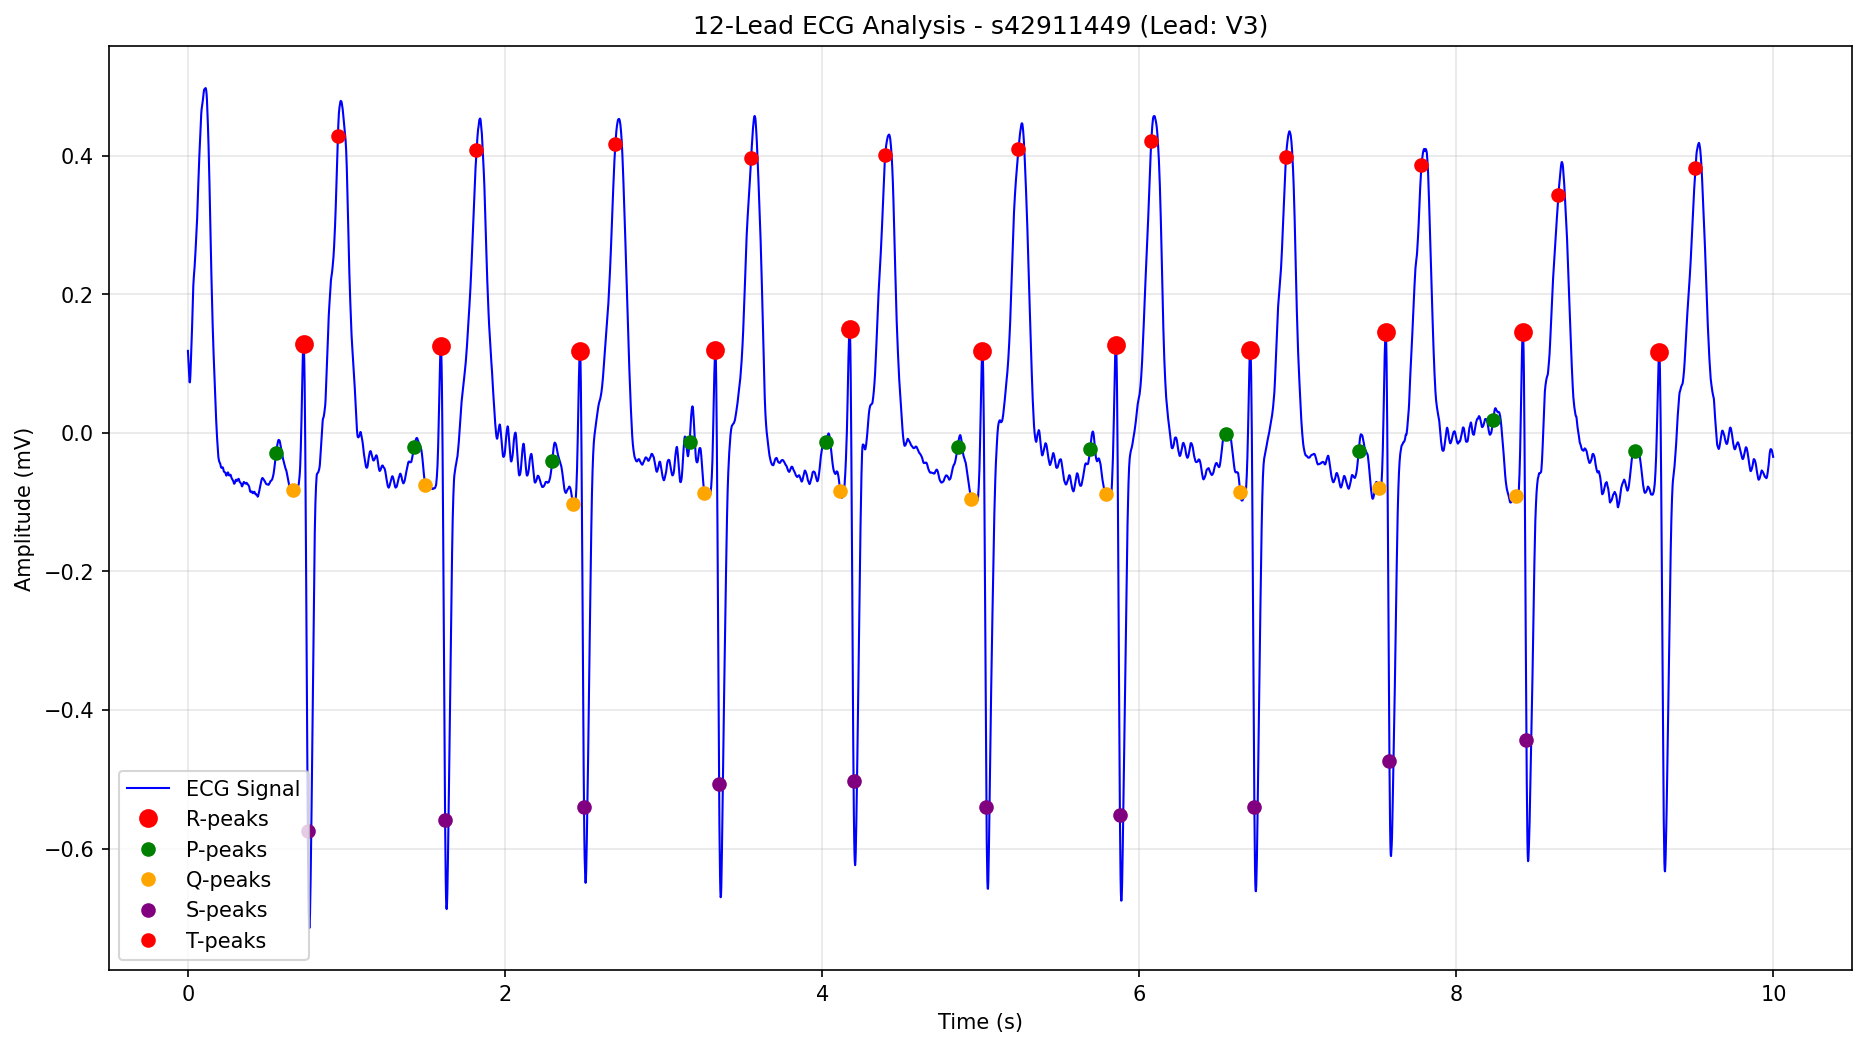 12-Lead ECG Analysis - s42911449 (Lead: V3)
Amplitude (mV)
0.4
0.2
0.0
−0.2
−0.4
−0.6
ECG Signal
R-peaks
P-peaks
Q-peaks
S-peaks
T-peaks
0 2 4 6 8 10
Time (s)